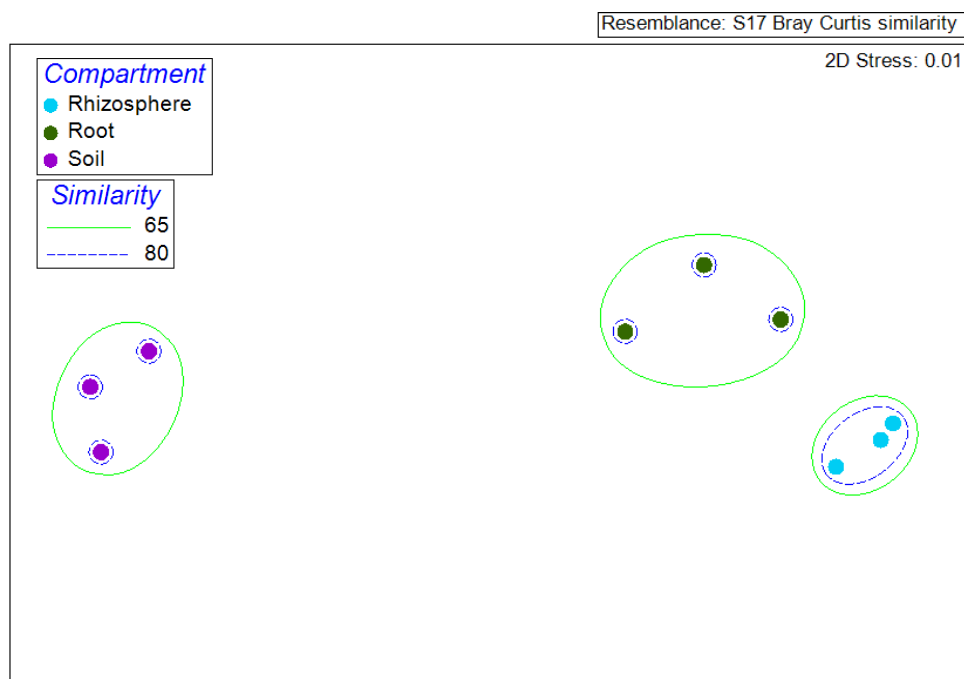 Resemblance: S17 Bray Curtis similarity
2D Stress: 0.01
Compartment
Rhizosphere
Root
Soil
Similarity
65
80